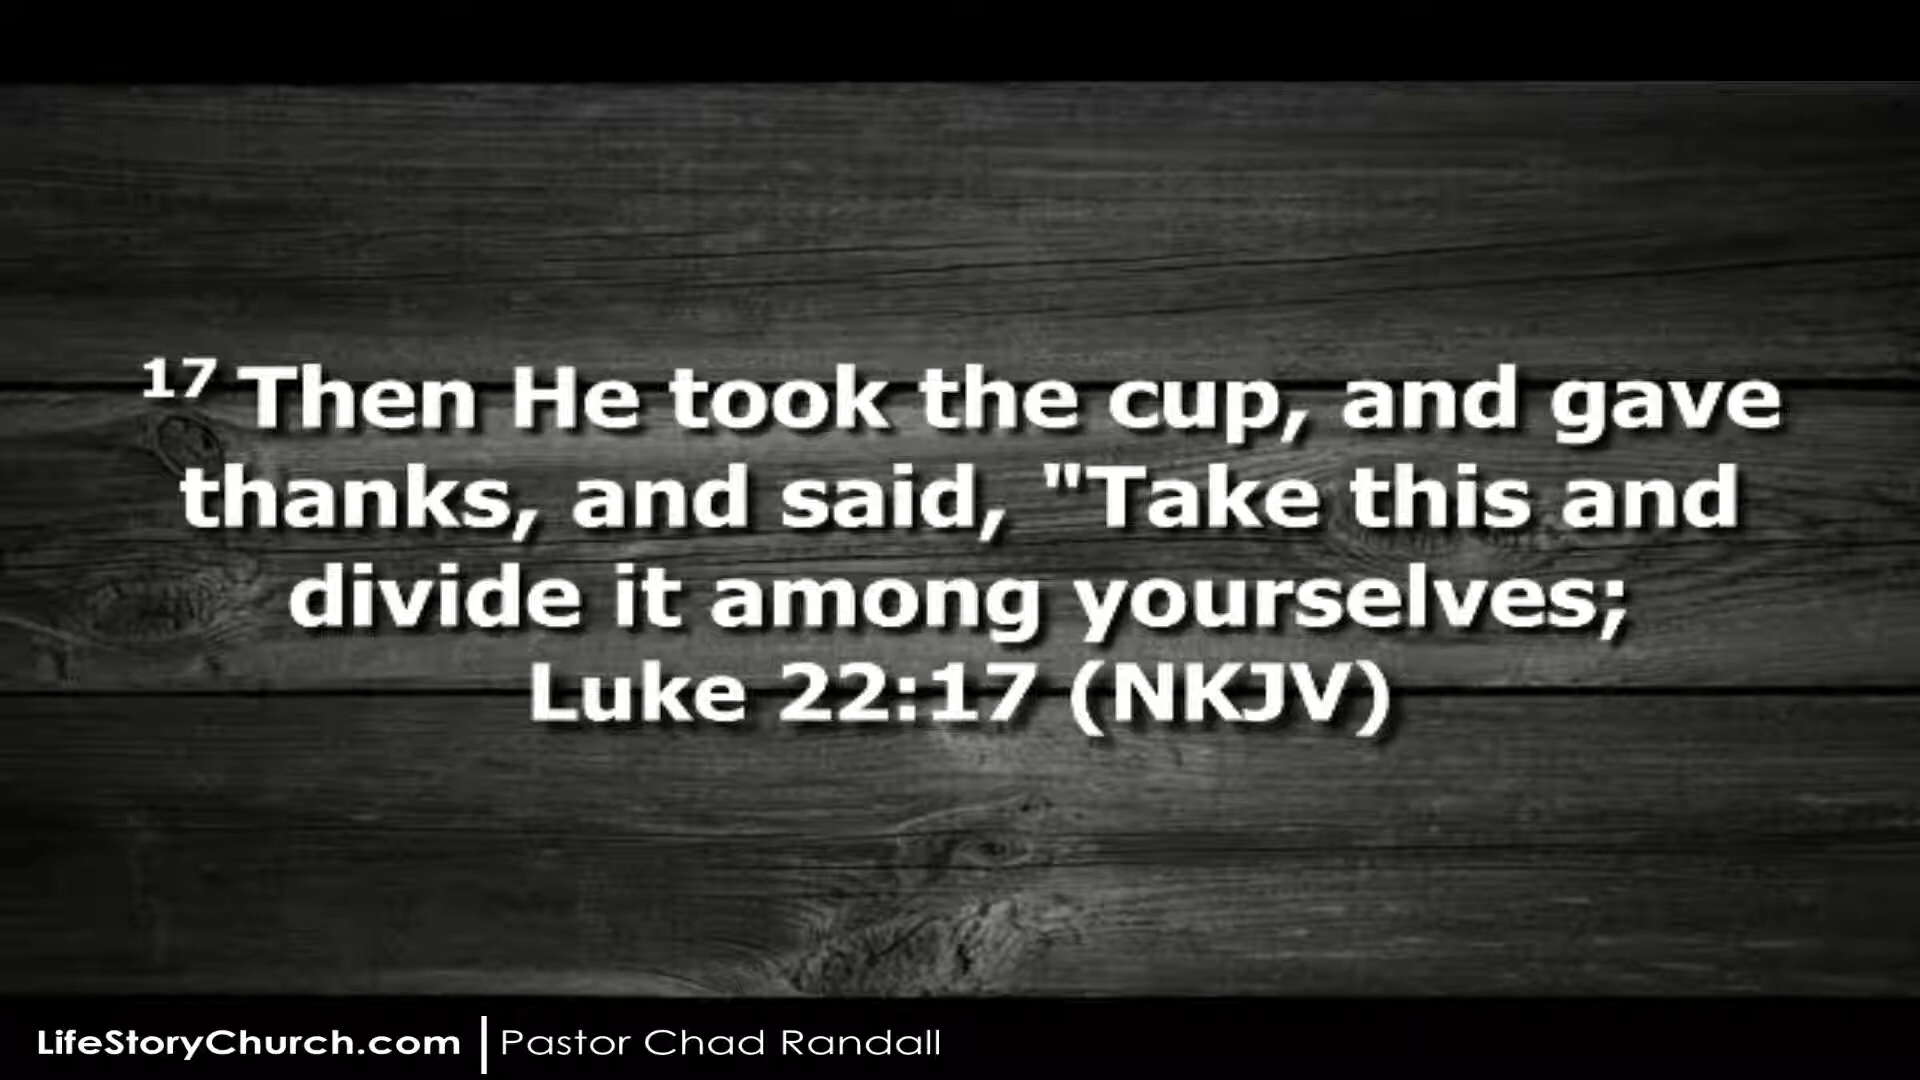 17 Then He took the cup, and gave
thanks, and said, "Take this and
divide it among yourselves;
Luke 22:17 (NKJV)
LifeStoryChurch.com | Pastor Chad Randall